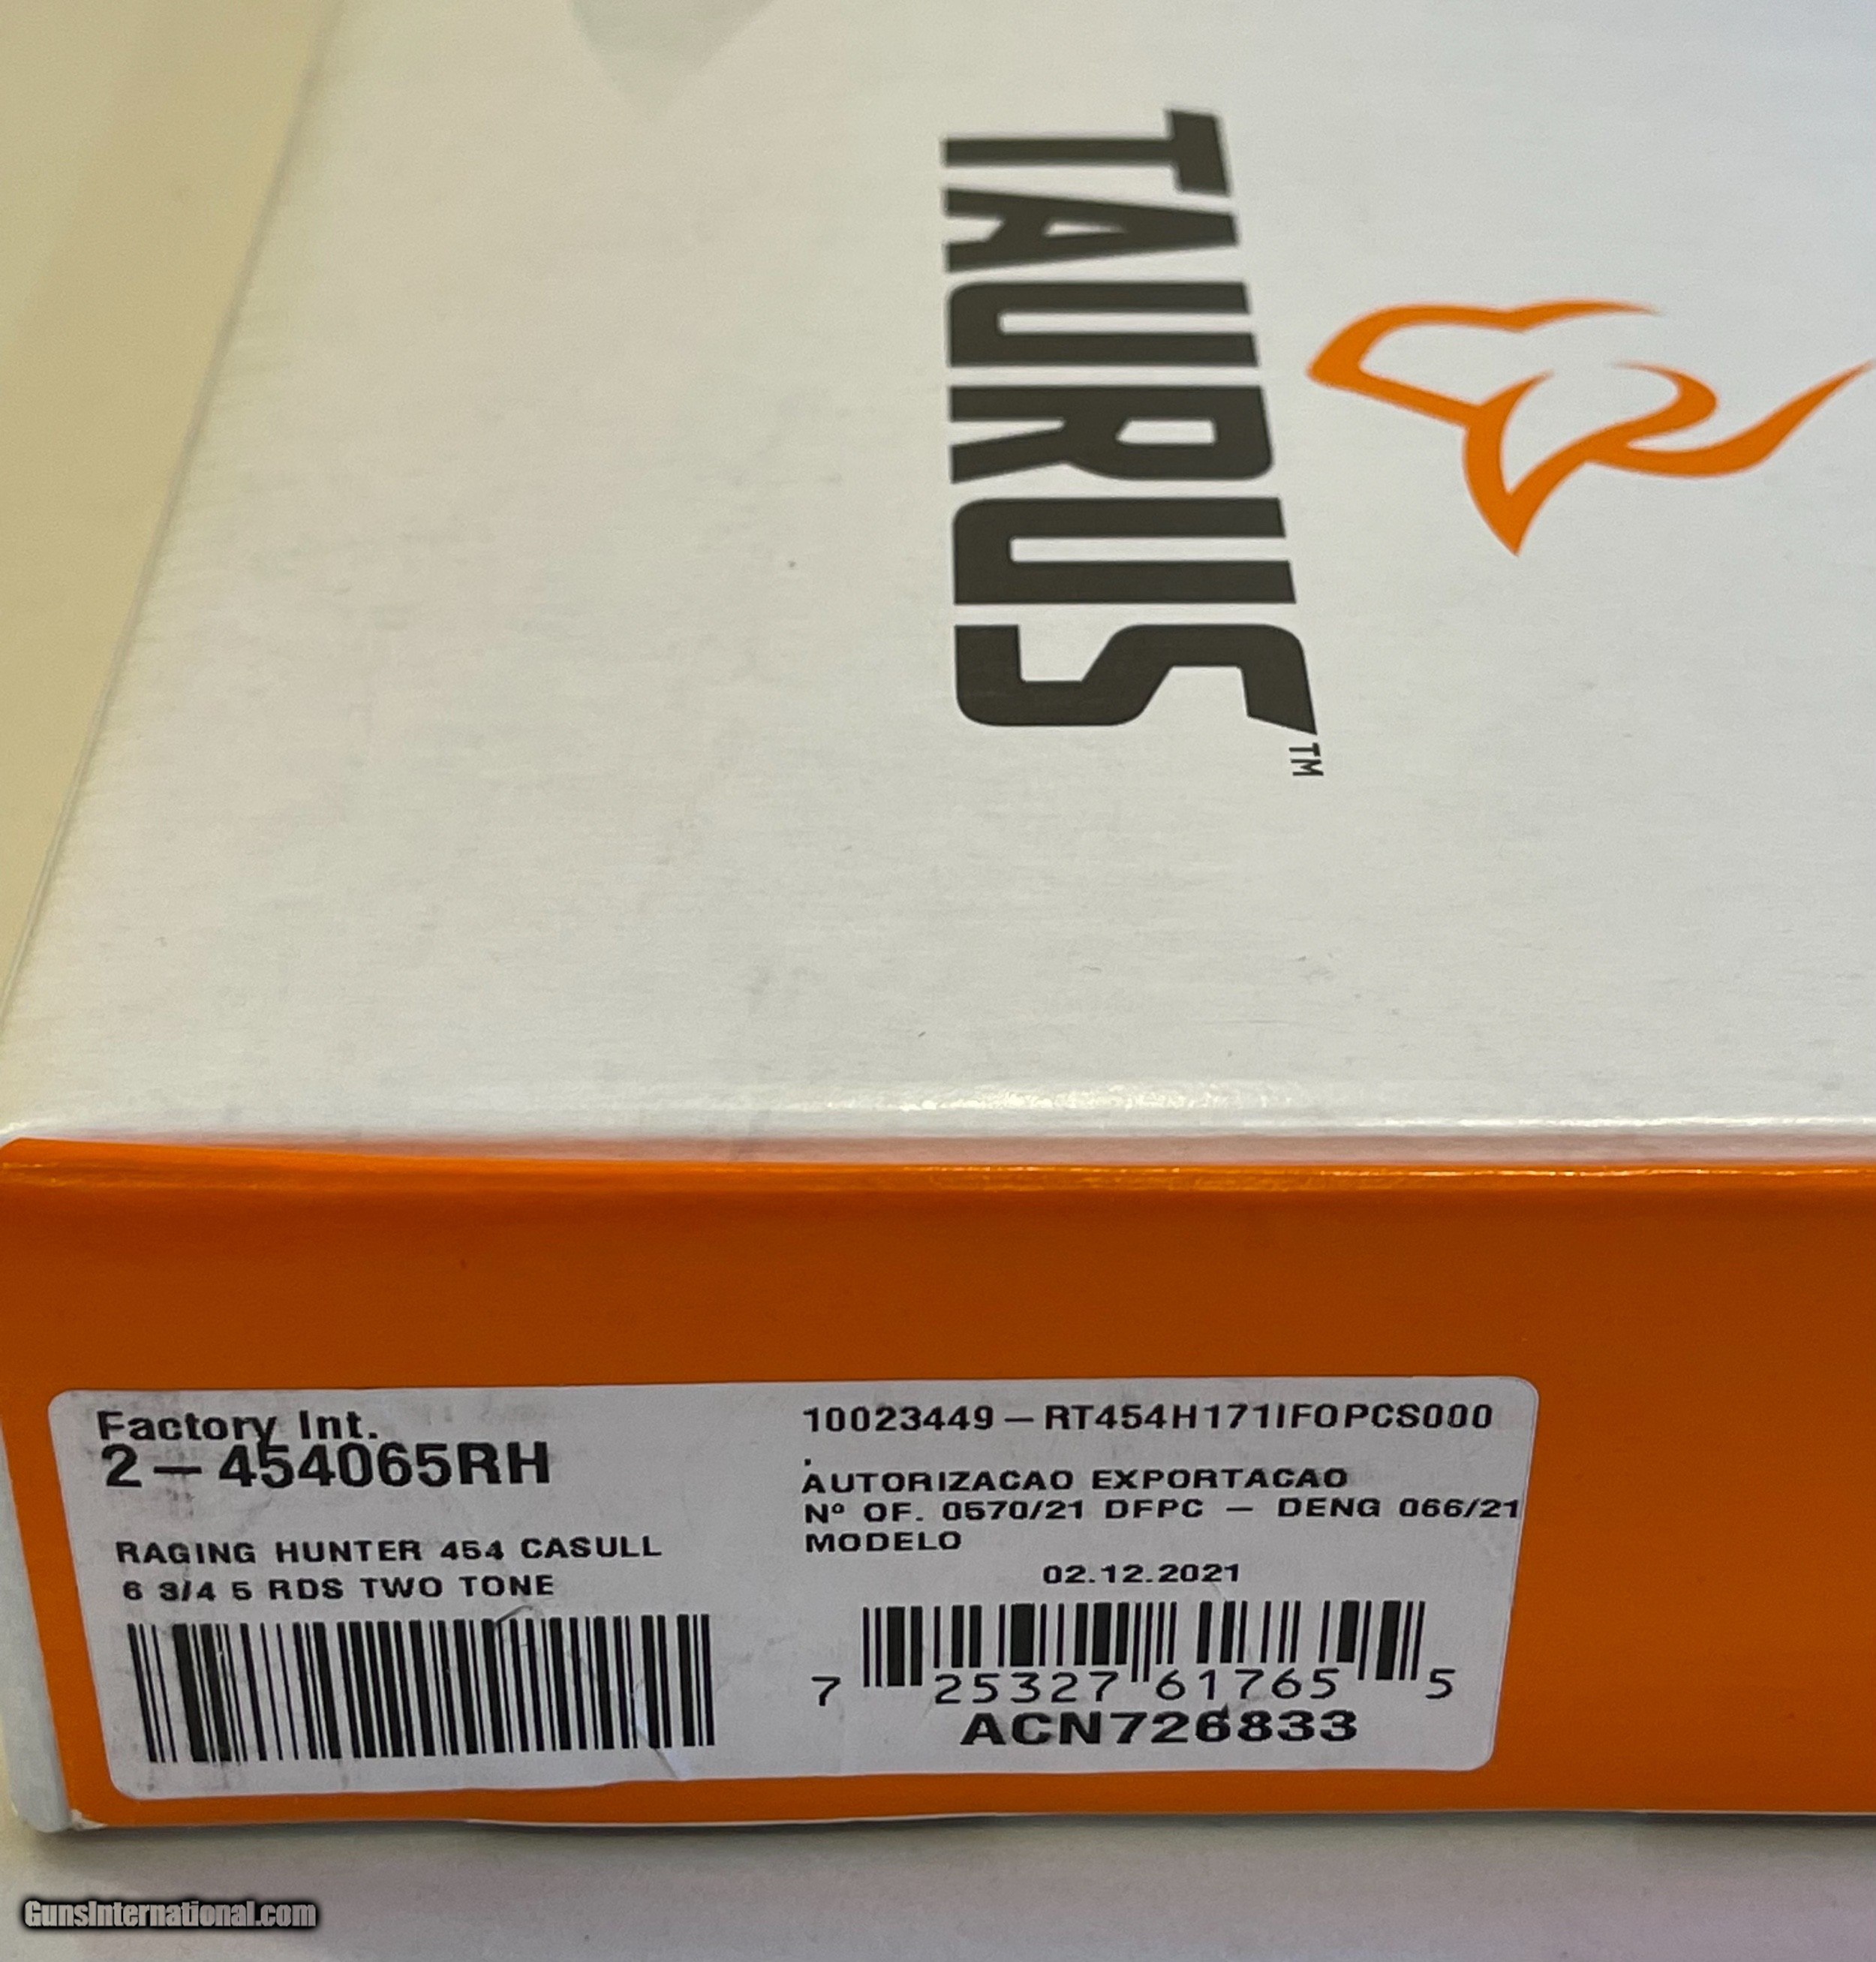 TAURUS™
Factory Int.
2-454065RH
RAGING HUNTER 454 CASULL
6 3/4 5 RDS TWO TONE
10023449-RT454H171IFOPCS000
.
AUTORIZACAO EXPORTACAO
Nº OF. 0570/21 DFPC - DENG 066/21
MODELO
02.12.2021
7 25327 61765 5
ACN726833
GunsInternational.com